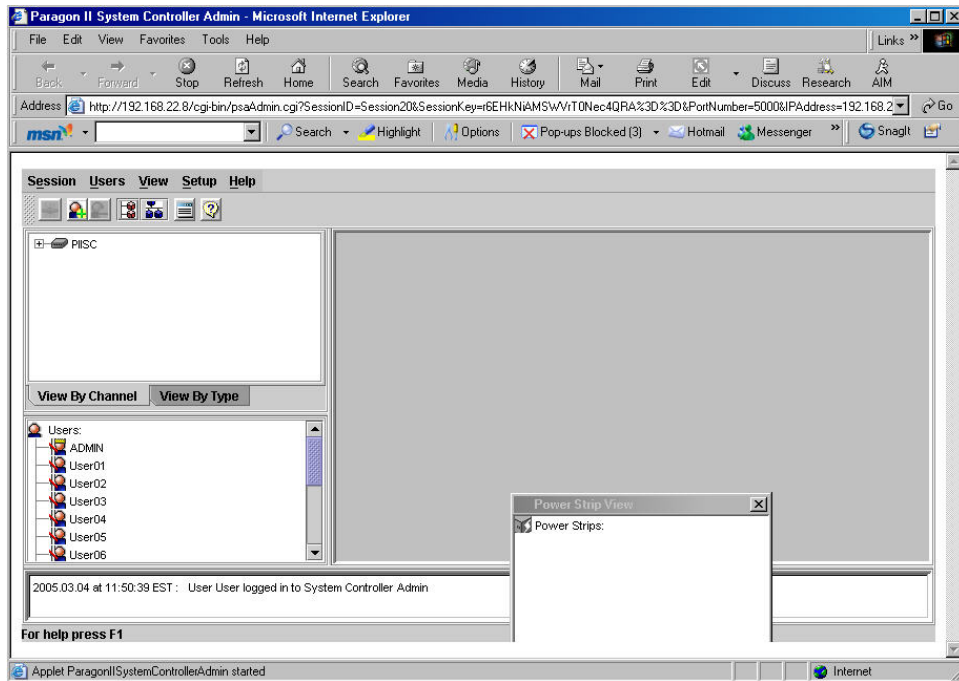 Paragon II System Controller Admin - Microsoft Internet Explorer
File Edit View Favorites Tools Help Links »
Back Forward Stop Refresh Home Search Favorites Media History Mail Print Edit Discuss Research AIM
Address http://192.168.22.8/cgi-bin/psaAdmin.cgi?SessionID=Session20&SessionKey=r6EHkNiAMSWVrT0Nec4QRA%3D%3D&PortNumber=5000&IPAddress=192.168.2 Go
msn Search Highlight Options Pop-ups Blocked (3) Hotmail Messenger » SnagIt
Session Users View Setup Help
PIISC
View By Channel View By Type
Users:
ADMIN
User01
User02
User03
User04
User05
User06
Power Strip View
Power Strips:
2005.03.04 at 11:50:39 EST : User User logged in to System Controller Admin
For help press F1
Applet ParagonIISystemControllerAdmin started Internet